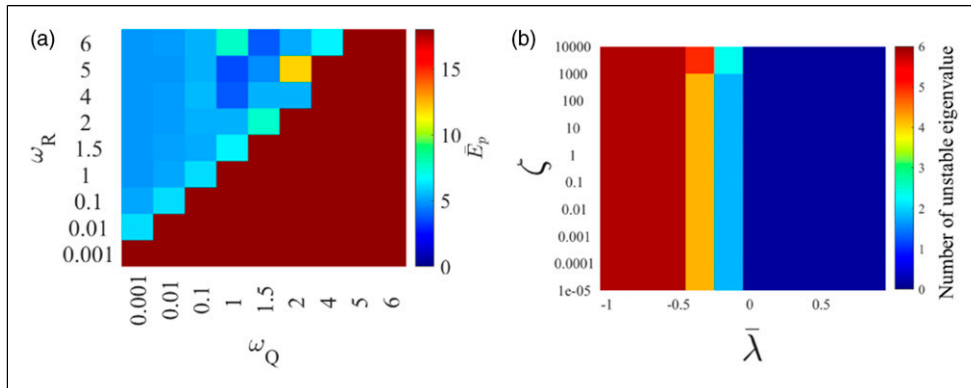 (a)
6
5
4
2
1.5
1
0.1
0.01
0.001
ω_R
0.001 0.01 0.1 1 1.5 2 4 5 6
ω_Q
15
10
5
0
Ē_p
(b)
10000
1000
100
10
1
0.1
0.01
0.001
0.0001
1e-05
ζ
-1 -0.5 0 0.5
λ̄
6
5
4
3
2
1
0
Number of unstable eigenvalue